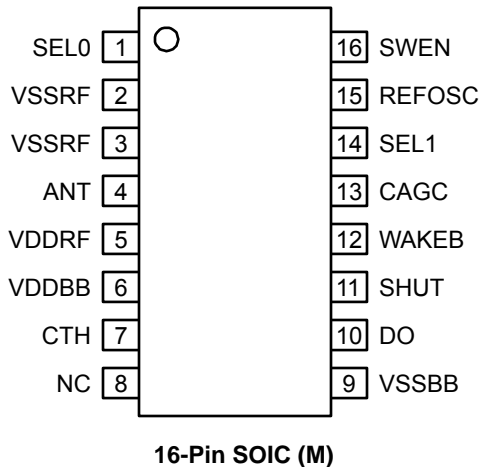 SEL0 1 16 SWEN
VSSRF 2 15 REFOSC
VSSRF 3 14 SEL1
ANT 4 13 CAGC
VDDRF 5 12 WAKEB
VDDBB 6 11 SHUT
CTH 7 10 DO
NC 8 9 VSSBB
16-Pin SOIC (M)